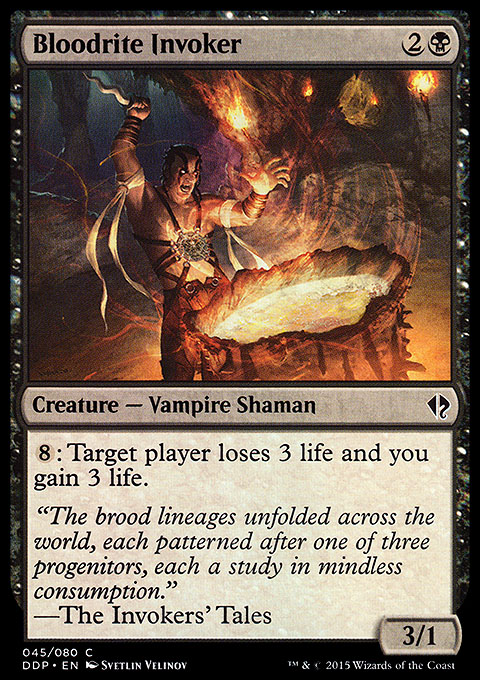 Bloodrite Invoker 2
Creature — Vampire Shaman
8: Target player loses 3 life and you
gain 3 life.
“The brood lineages unfolded across the
world, each patterned after one of three
progenitors, each a study in mindless
consumption.”
—The Invokers’ Tales
3/1
045/080 C
DDP • EN Svetlin Velinov
™ & © 2015 Wizards of the Coast